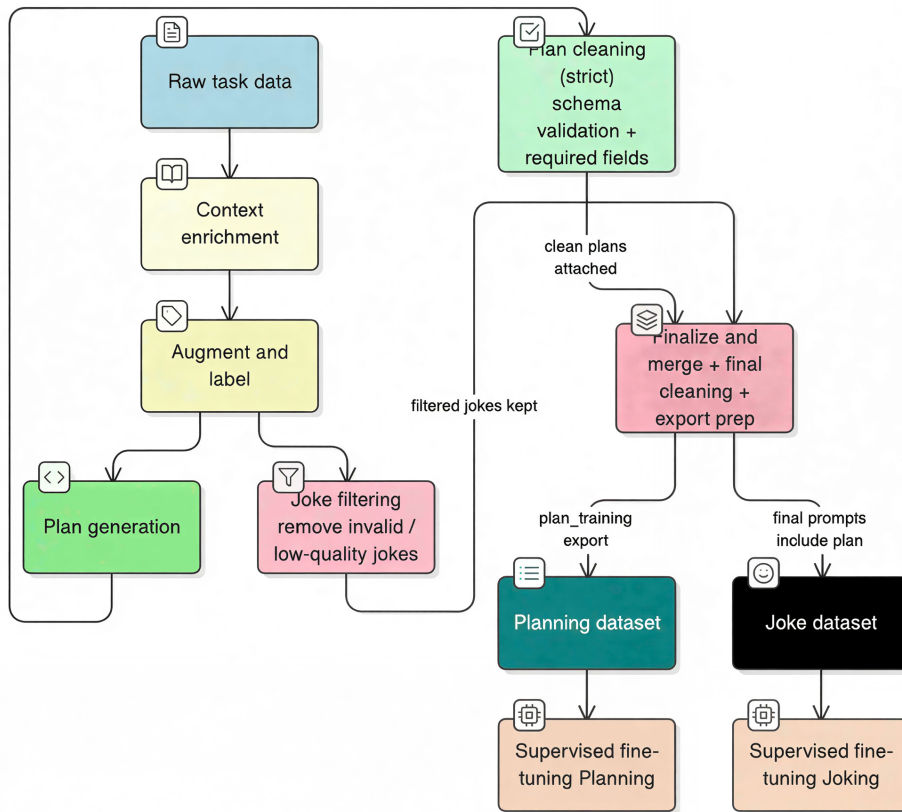 Raw task data
Context
enrichment
Augment and
label
Plan generation
Joke filtering
remove invalid /
low-quality jokes
Plan cleaning
(strict)
schema
validation +
required fields
clean plans
attached
filtered jokes kept
Finalize and
merge + final
cleaning +
export prep
plan_training
export
final prompts
include plan
Planning dataset
Joke dataset
Supervised fine-
tuning Planning
Supervised fine-
tuning Joking